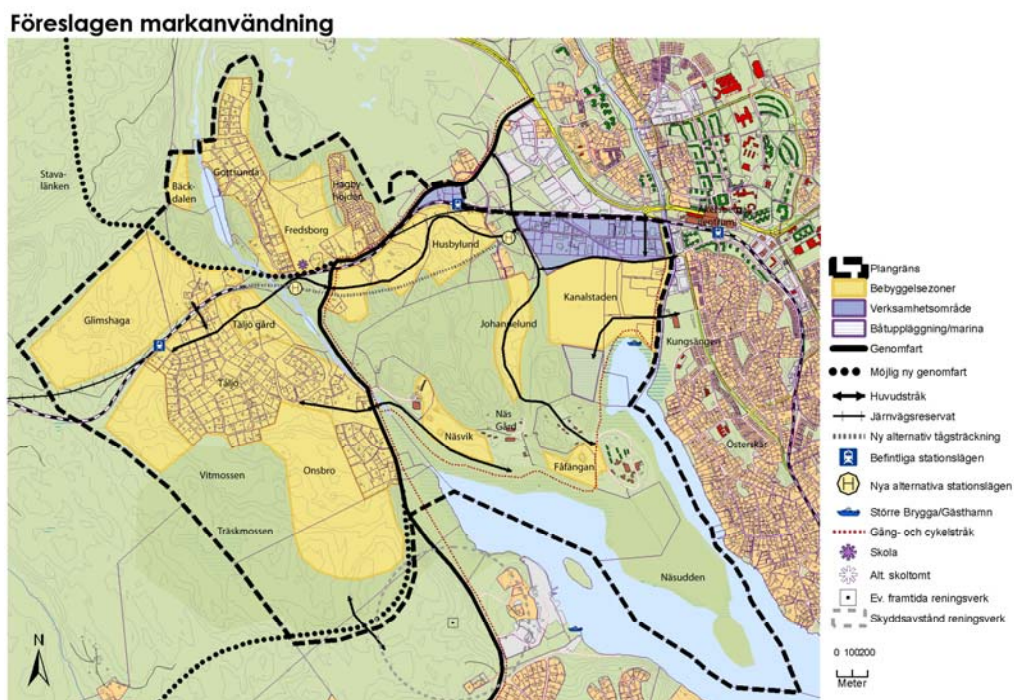 Föreslagen markanvändning
Stava-
länken
Bäck-
dalen
Gottsunda
Hagby-
höjden
Fredsborg
Husbylund
Glimshaga
Täljö gård
Täljö
Johannelund
Kanalstaden
Kungsängen
Näs
Gård
Näsvik
Fåfängan
Österskär
Onsbro
Vitmossen
Träskmossen
Näsudden
H
H
N
Plangräns
Bebyggelsezoner
Verksamhetsområde
Båtuppläggning/marina
Genomfart
Möjlig ny genomfart
Huvudstråk
Järnvägsreservat
Ny alternativ tågsträckning
Befintliga stationslägen
H Nya alternativa stationslägen
Större Brygga/Gästhamn
Gång- och cykelstråk
Skola
Alt. skoltomt
Ev. framtida reningsverk
Skyddsavstånd reningsverk
0 100200
Meter